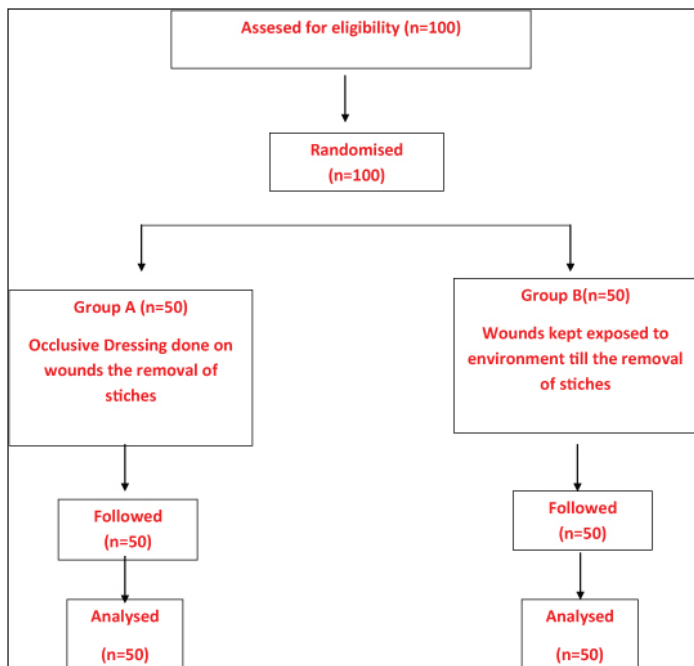 Assesed for eligibility (n=100)
Randomised
(n=100)
Group A (n=50)
Occlusive Dressing done on
wounds the removal of
stiches
Group B(n=50)
Wounds kept exposed to
environment till the removal
of stiches
Followed
(n=50)
Followed
(n=50)
Analysed
(n=50)
Analysed
(n=50)